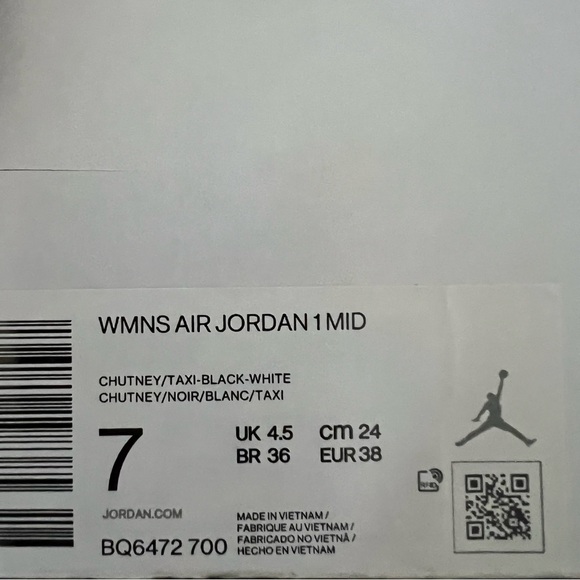 WMNS AIR JORDAN 1 MID
CHUTNEY/TAXI-BLACK-WHITE
CHUTNEY/NOIR/BLANC/TAXI
7
UK 4.5 cm 24
BR 36 EUR 38
RFID
JORDAN.COM
BQ6472 700
MADE IN VIETNAM /
FABRIQUE AU VIETNAM /
FABRICADO NO VIETNÃ /
HECHO EN VIETNAM